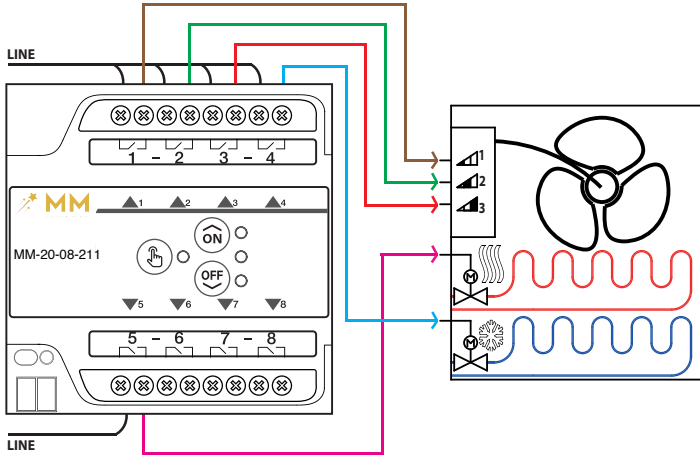 LINE
1 - 2 - 3 - 4
MM
1 2 3 4
MM-20-08-211
ON
OFF
5 6 7 8
5 - 6 - 7 - 8
LINE
1
2
3
M
M